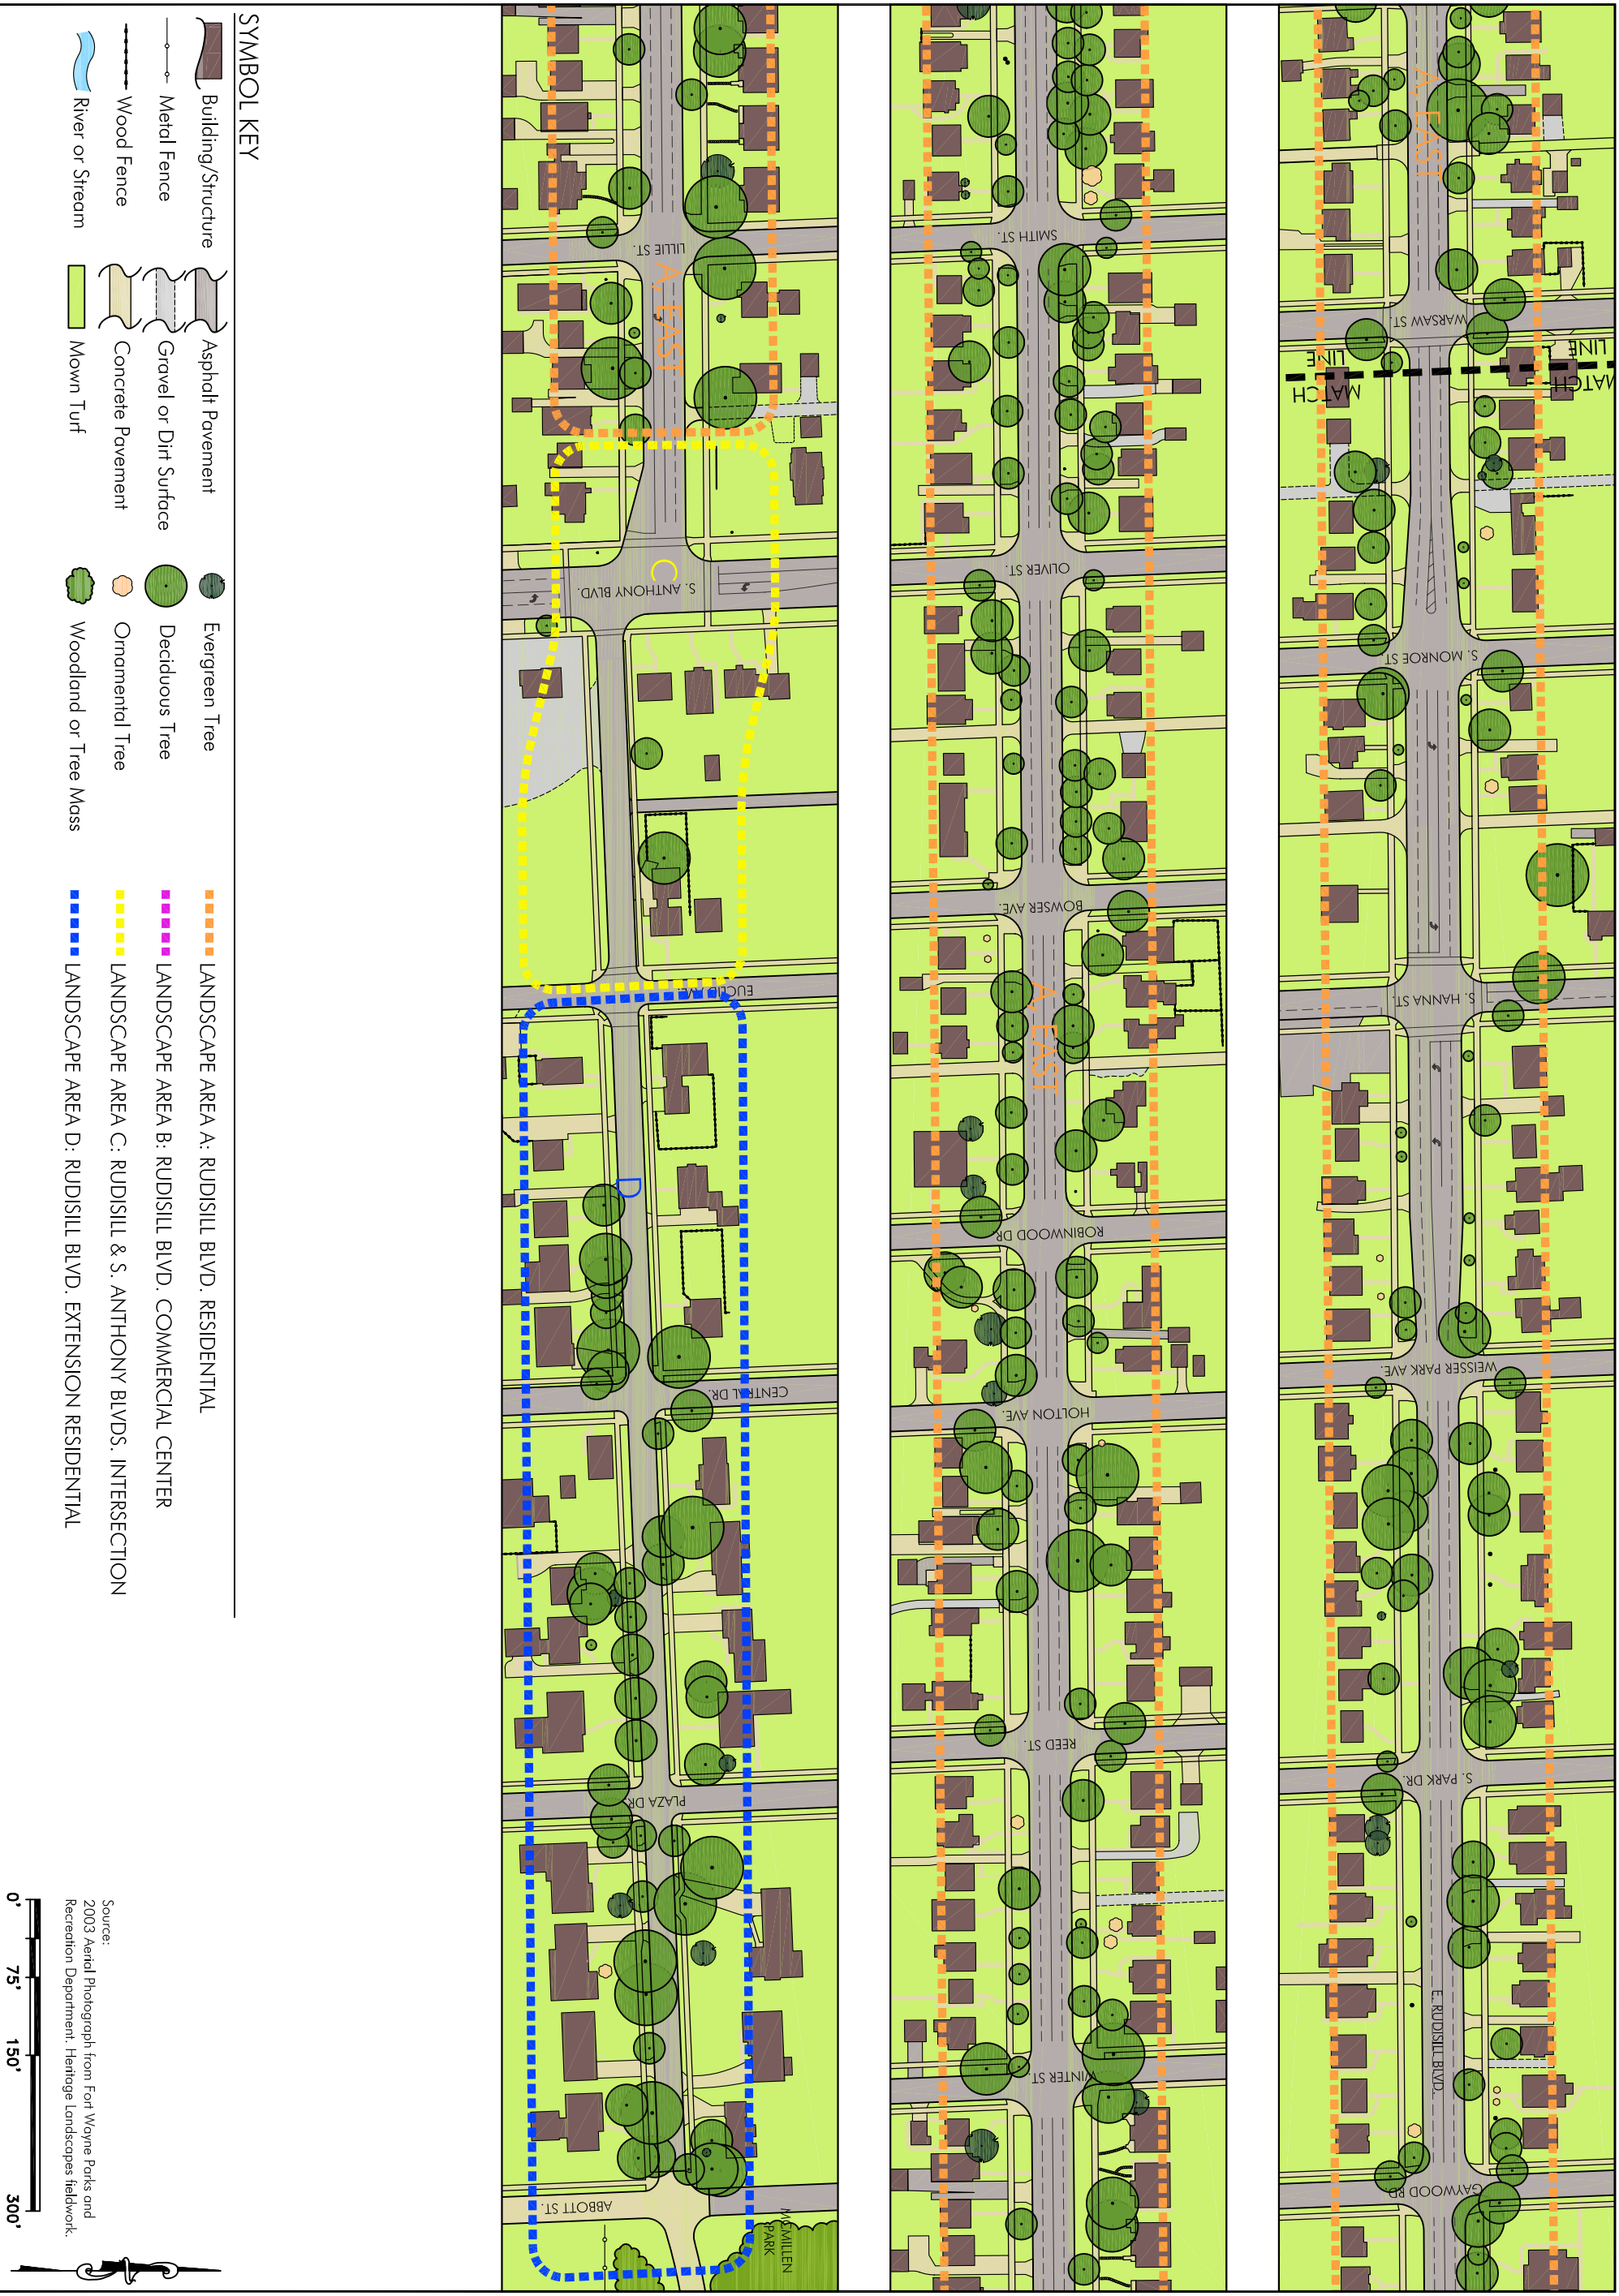 A, EAST
WARSAW ST.
MATCH
LINE
MATCH
LINE
S. MONROE ST
S. HANNA ST.
WEISSER PARK AVE.
S. PARK DR.
E. RUDISILL BLVD.
GAYWOOD RD.
SMITH ST.
OLIVER ST.
BOWSER AVE.
A, EAST
ROBINWOOD DR
HOLTON AVE.
REED ST.
WINTER ST.
LILLIE ST.
A, EAST
C
S. ANTHONY BLVD.
EUCLID AVE.
D
CENTRAL DR.
PLAZA DR.
ABBOTT ST.
MCMILLEN
PARK
SYMBOL KEY
Building/Structure
Metal Fence
Wood Fence
River or Stream
Asphalt Pavement
Gravel or Dirt Surface
Concrete Pavement
Mown Turf
Evergreen Tree
Deciduous Tree
Ornamental Tree
Woodland or Tree Mass
LANDSCAPE AREA A: RUDISILL BLVD. RESIDENTIAL
LANDSCAPE AREA B: RUDISILL BLVD. COMMERCIAL CENTER
LANDSCAPE AREA C: RUDISILL & S. ANTHONY BLVDS. INTERSECTION
LANDSCAPE AREA D: RUDISILL BLVD. EXTENSION RESIDENTIAL
Source:
2003 Aerial Photograph from Fort Wayne Parks and
Recreation Department. Heritage Landscapes fieldwork.
0' 75' 150' 300'